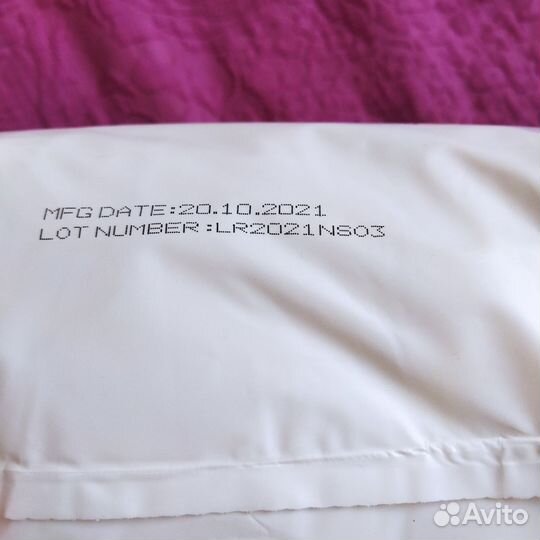 MFG DATE:20.10.2021
LOT NUMBER :LR2021NS03
Avito